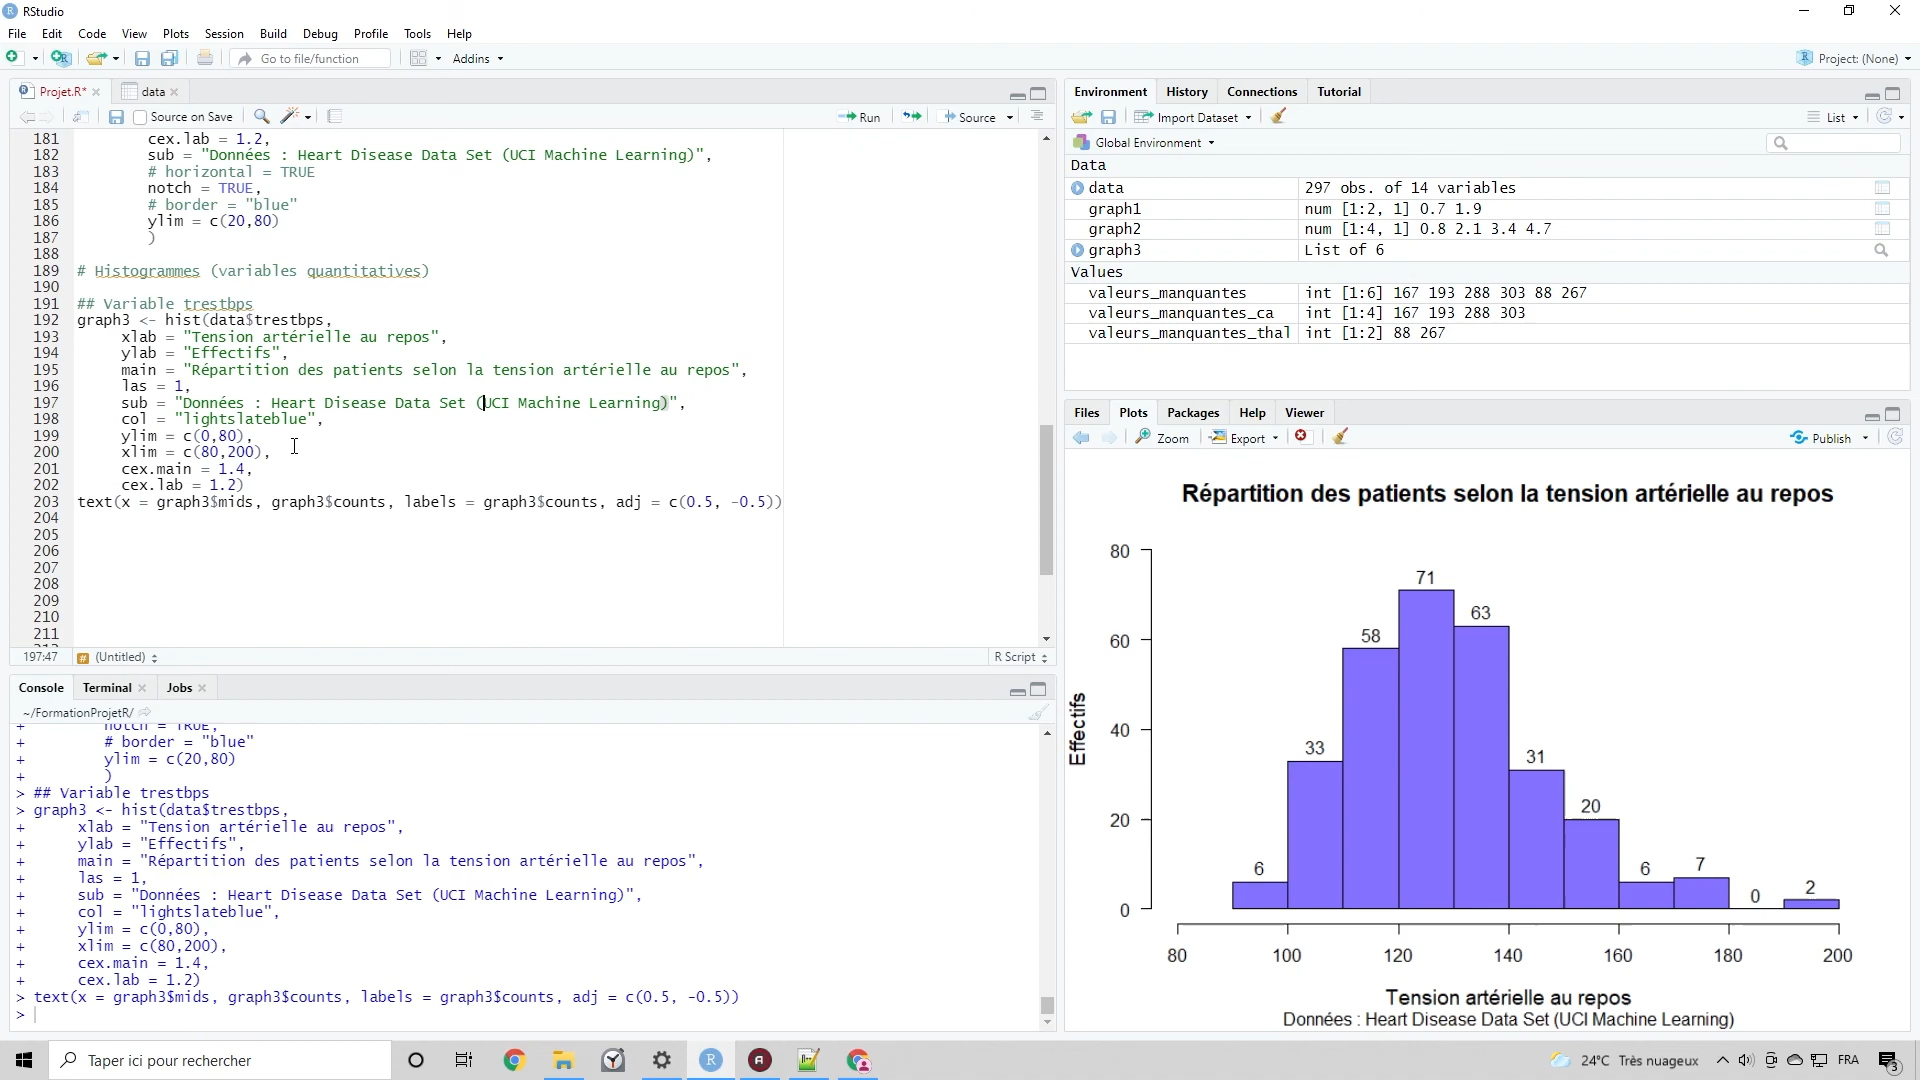 RStudio
File Edit Code View Plots Session Build Debug Profile Tools Help
Go to file/function Addins Project: (None)
Projet.R* data
Source on Save Run Source
181 cex.lab = 1.2,
182 sub = "Données : Heart Disease Data Set (UCI Machine Learning)",
183 # horizontal = TRUE
184 notch = TRUE,
185 # border = "blue"
186 ylim = c(20,80)
187 )
188
189 # Histogrammes (variables quantitatives)
190
191 ## Variable trestbps
192 graph3 <- hist(data$trestbps,
193 xlab = "Tension artérielle au repos",
194 ylab = "Effectifs",
195 main = "Répartition des patients selon la tension artérielle au repos",
196 las = 1,
197 sub = "Données : Heart Disease Data Set (UCI Machine Learning)",
198 col = "lightslateblue",
199 ylim = c(0,80),
200 xlim = c(80,200),
201 cex.main = 1.4,
202 cex.lab = 1.2)
203 text(x = graph3$mids, graph3$counts, labels = graph3$counts, adj = c(0.5, -0.5))
204
205
206
207
208
209
210
211
197:47 (Untitled) R Script
Console Terminal Jobs
~/FormationProjetR/
+ notch = TRUE,
+ # border = "blue"
+ ylim = c(20,80)
+ )
> ## Variable trestbps
> graph3 <- hist(data$trestbps,
+ xlab = "Tension artérielle au repos",
+ ylab = "Effectifs",
+ main = "Répartition des patients selon la tension artérielle au repos",
+ las = 1,
+ sub = "Données : Heart Disease Data Set (UCI Machine Learning)",
+ col = "lightslateblue",
+ ylim = c(0,80),
+ xlim = c(80,200),
+ cex.main = 1.4,
+ cex.lab = 1.2)
> text(x = graph3$mids, graph3$counts, labels = graph3$counts, adj = c(0.5, -0.5))
>
Environment History Connections Tutorial
Import Dataset List
Global Environment
Data
data 297 obs. of 14 variables
graph1 num [1:2, 1] 0.7 1.9
graph2 num [1:4, 1] 0.8 2.1 3.4 4.7
graph3 List of 6
Values
valeurs_manquantes int [1:6] 167 193 288 303 88 267
valeurs_manquantes_ca int [1:4] 167 193 288 303
valeurs_manquantes_thal int [1:2] 88 267
Files Plots Packages Help Viewer
Zoom Export Publish
Répartition des patients selon la tension artérielle au repos
Effectifs
80
60
40
20
0
6 33 58 71 63 31 20 6 7 0 2
80 100 120 140 160 180 200
Tension artérielle au repos
Données : Heart Disease Data Set (UCI Machine Learning)
Taper ici pour rechercher
24°C Très nuageux FRA 3